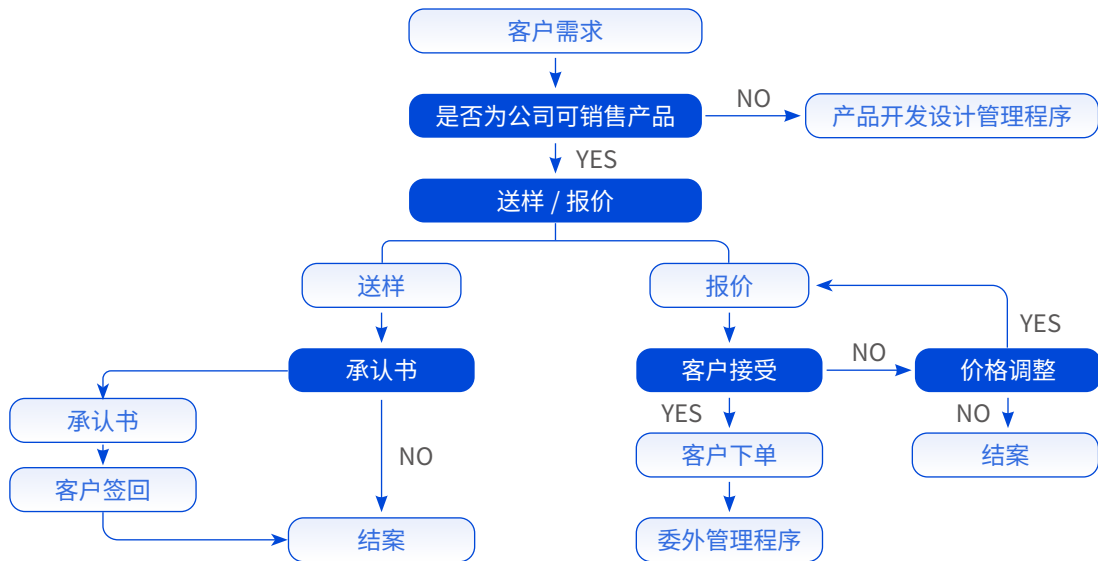 客户需求
是否为公司可销售产品
NO
产品开发设计管理程序
YES
送样 / 报价
送样
报价
YES
承认书
客户接受
NO
价格调整
承认书
YES
NO
客户下单
结案
NO
客户签回
结案
委外管理程序